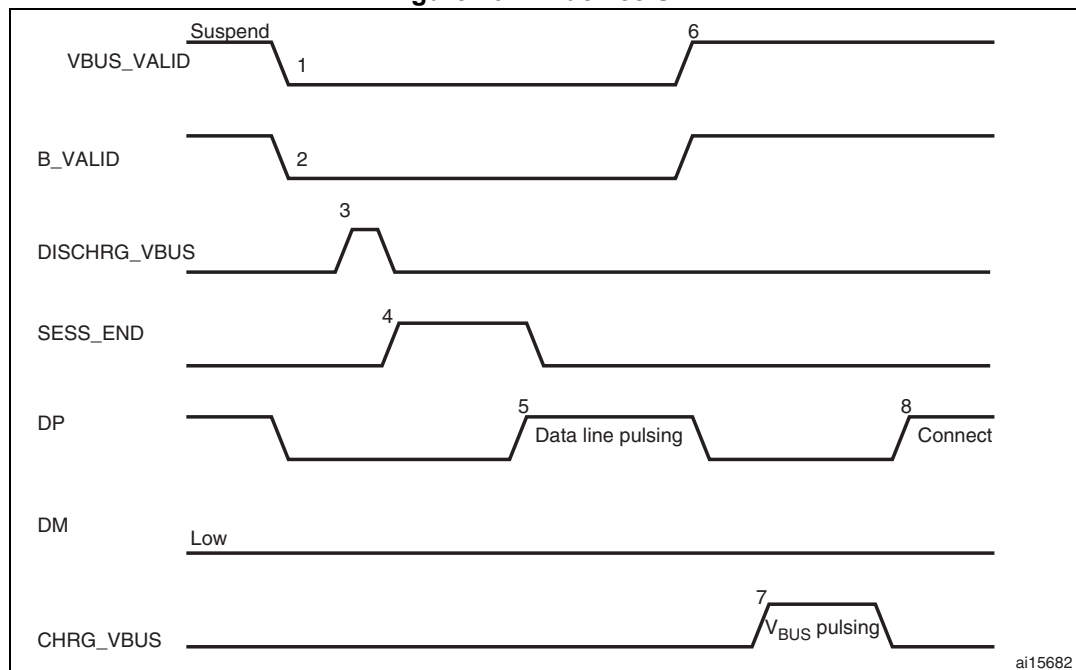 Suspend
6
VBUS_VALID
1
B_VALID
2
3
DISCHRG_VBUS
4
SESS_END
5
8
DP
Data line pulsing
Connect
DM
Low
7
VBUS pulsing
CHRG_VBUS
ai15682